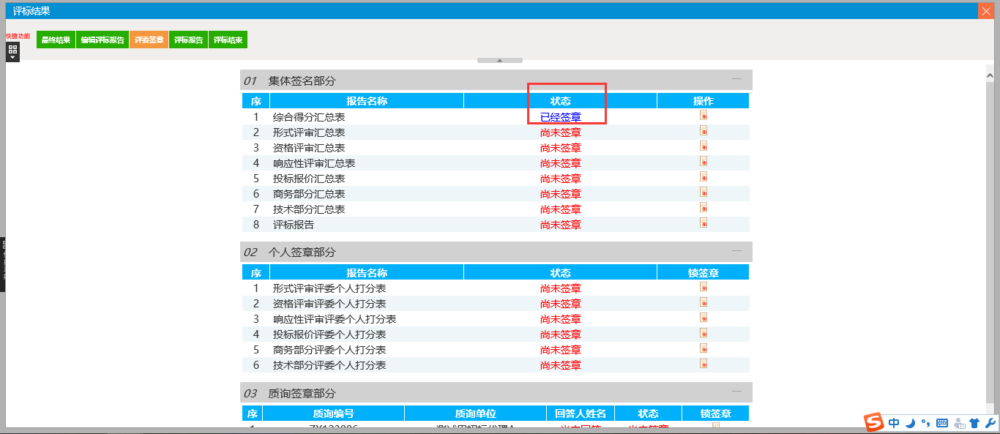 评标结果
快捷功能
最终结果 编辑评标报告 评委签章 评标报告 评标结束
01 集体签名部分
序 报告名称 状态 操作
1 综合得分汇总表 已经签章
2 形式评审汇总表 尚未签章
3 资格评审汇总表 尚未签章
4 响应性评审汇总表 尚未签章
5 投标报价汇总表 尚未签章
6 商务部分汇总表 尚未签章
7 技术部分汇总表 尚未签章
8 评标报告 尚未签章
02 个人签章部分
序 报告名称 状态 锁签章
1 形式评审评委个人打分表 尚未签章
2 资格评审评委个人打分表 尚未签章
3 响应性评审评委个人打分表 尚未签章
4 投标报价评委个人打分表 尚未签章
5 商务部分评委个人打分表 尚未签章
6 技术部分评委个人打分表 尚未签章
03 质询签章部分
序 质询编号 质询单位 回答人姓名 状态 锁签章
中